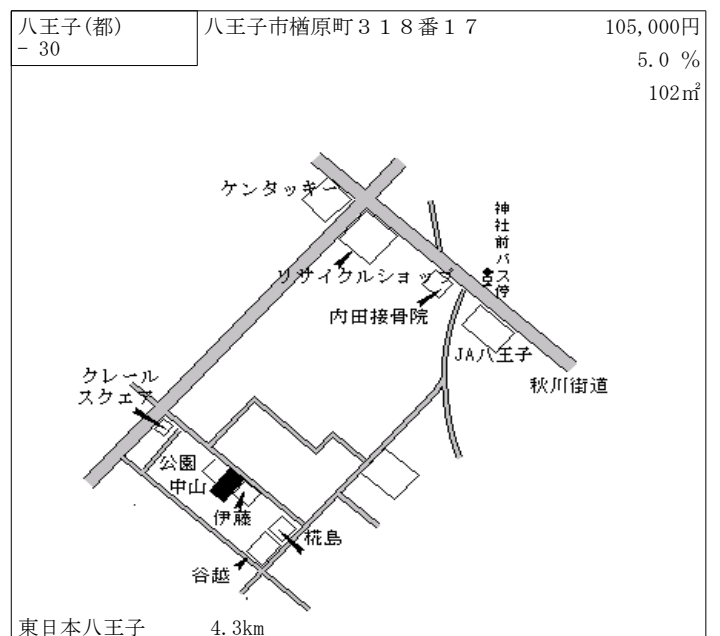 八王子(都)
- 30
八王子市楢原町３１８番１７
105,000円
5.0 %
102㎡
ケンタッキー
神社前バス停
リサイクルショップ
内田接骨院
JA八王子
秋川街道
クレール
スクエア
公園
中山
伊藤
椛島
谷越
東日本八王子
4.3km